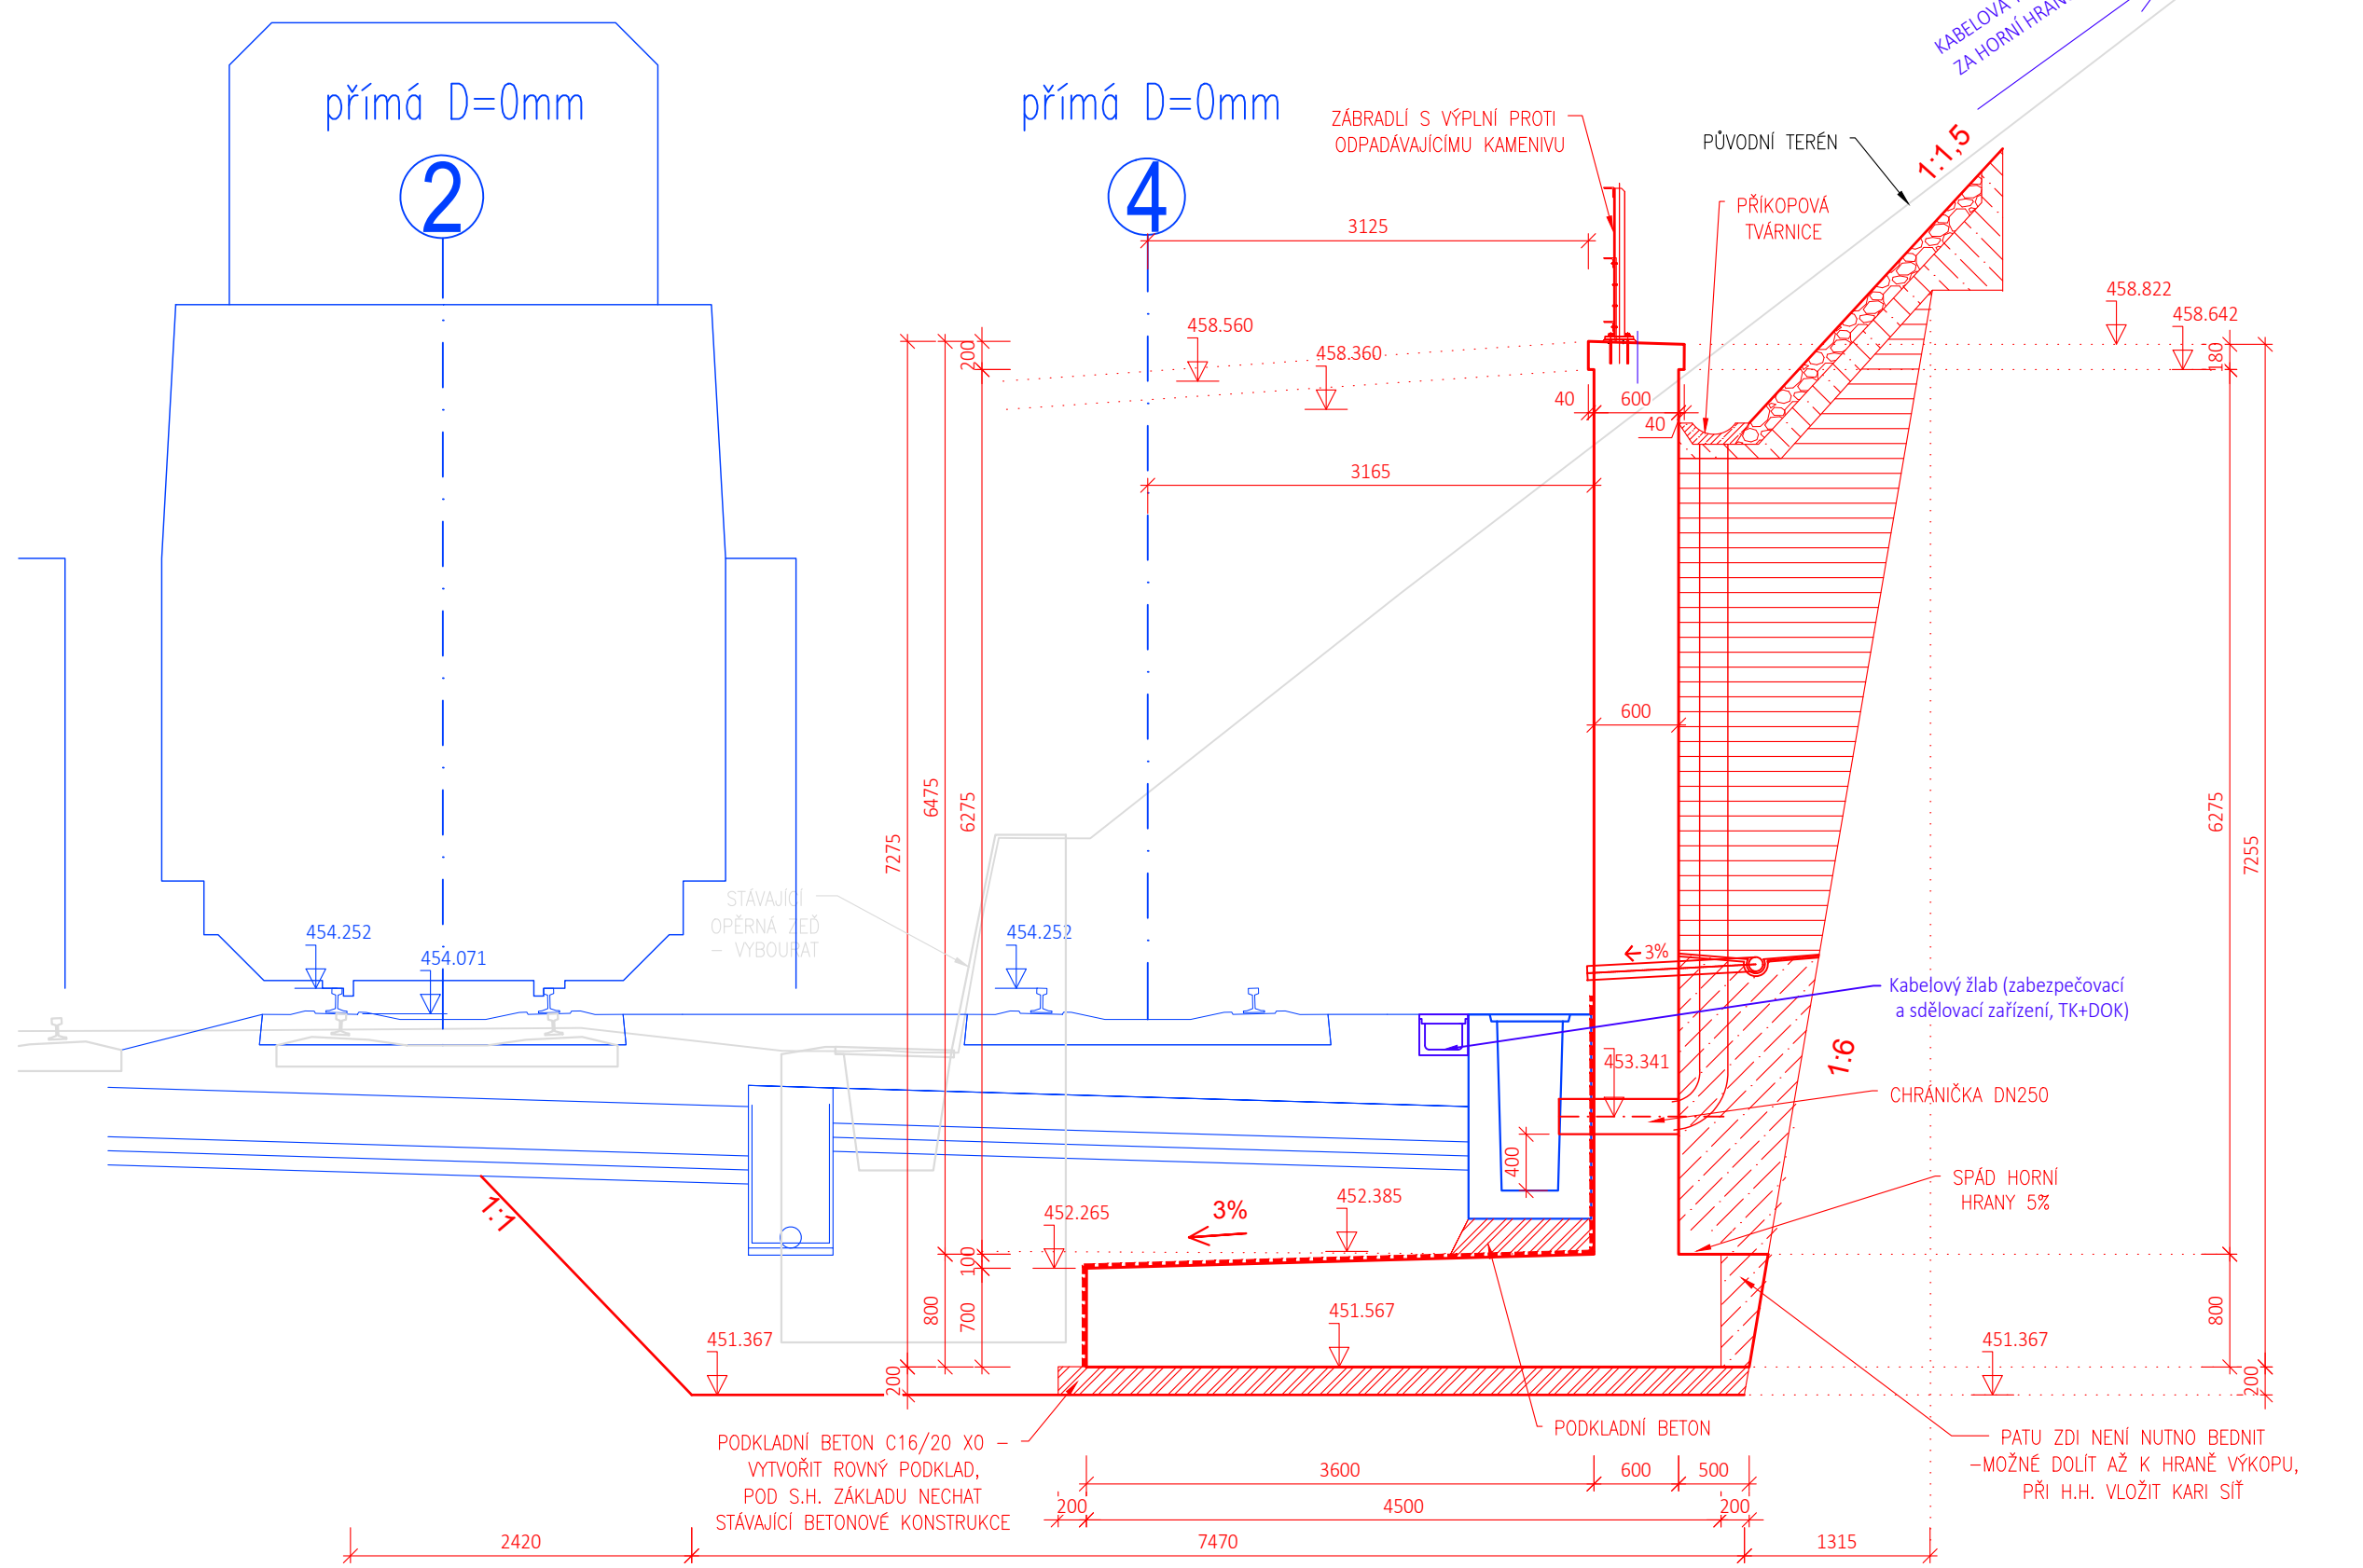 KABELOVÁ
ZA HORNÍ
přímá D=0mm
přímá D=0mm
2
4
ZÁBRADLÍ S VÝPLNÍ PROTI
ODPADÁVAJÍCÍMU KAMENIVU
PŮVODNÍ TERÉN
1:1,5
PŘÍKOPOVÁ
TVÁRNICE
3125
458.822
458.642
458.560
458.360
200
180
40
600
40
3165
600
7275
6475
6275
6275
7255
STÁVAJÍCÍ
OPĚRNÁ ZEĎ
- VYBOURAT
454.252
454.071
454.252
3%
Kabelový žlab (zabezpečovací
a sdělovací zařízení, TK+DOK)
453.341
1:6
CHRÁNIČKA DN250
400
SPÁD HORNÍ
HRANY 5%
1:1
452.265
3%
452.385
100
800
700
800
451.567
451.367
451.367
200
200
PODKLADNÍ BETON C16/20 X0 -
VYTVOŘIT ROVNÝ PODKLAD,
POD S.H. ZÁKLADU NECHAT
STÁVAJÍCÍ BETONOVÉ KONSTRUKCE
PODKLADNÍ BETON
PATU ZDI NENÍ NUTNO BEDNIT
-MOŽNÉ DOLÍT AŽ K HRANĚ VÝKOPU,
PŘI H.H. VLOŽIT KARI SÍŤ
3600
600
500
200
4500
200
2420
7470
1315